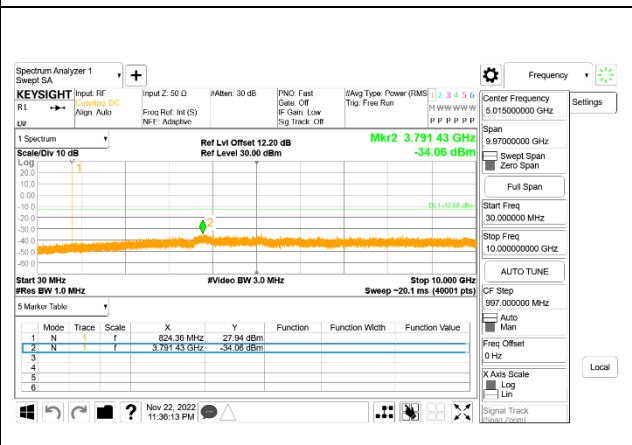 Spectrum Analyzer 1
Swept SA
KEYSIGHT
RL
Input: RF
Coupling: DC
Align: Auto
Input Z: 50 Ω
Freq Ref: Int (S)
NFE: Adaptive
#Atten: 30 dB
PNO: Fast
Gate: Off
IF Gain: Low
Sig Track: Off
#Avg Type: Power (RMS
Trig: Free Run
1 2 3 4 5 6
M W W W W W
P P P P P P
1 Spectrum
Scale/Div 10 dB
Ref Lvl Offset 12.20 dB
Ref Level 30.00 dBm
Mkr2 3.791 43 GHz
-34.06 dBm
Log
20.0
10.0
0.00
-10.0
-20.0
-30.0
-40.0
-50.0
-60.0
1
2
Start 30 MHz
#Res BW 1.0 MHz
#Video BW 3.0 MHz
Stop 10.000 GHz
Sweep ~20.1 ms (40001 pts)
5 Marker Table
Mode Trace Scale X Y Function Function Width Function Value
1 N 1 f 824.36 MHz 27.94 dBm
2 N 1 f 3.791 43 GHz -34.06 dBm
3
4
5
6
Nov 22, 2022
11:36:13 PM
Frequency
Settings
Center Frequency
5.015000000 GHz
Span
9.97000000 GHz
Swept Span
Zero Span
Full Span
Start Freq
30.000000 MHz
Stop Freq
10.000000000 GHz
AUTO TUNE
CF Step
997.000000 MHz
Auto
Man
Freq Offset
0 Hz
X Axis Scale
Log
Lin
Signal Track
(Span Zoom)
Local